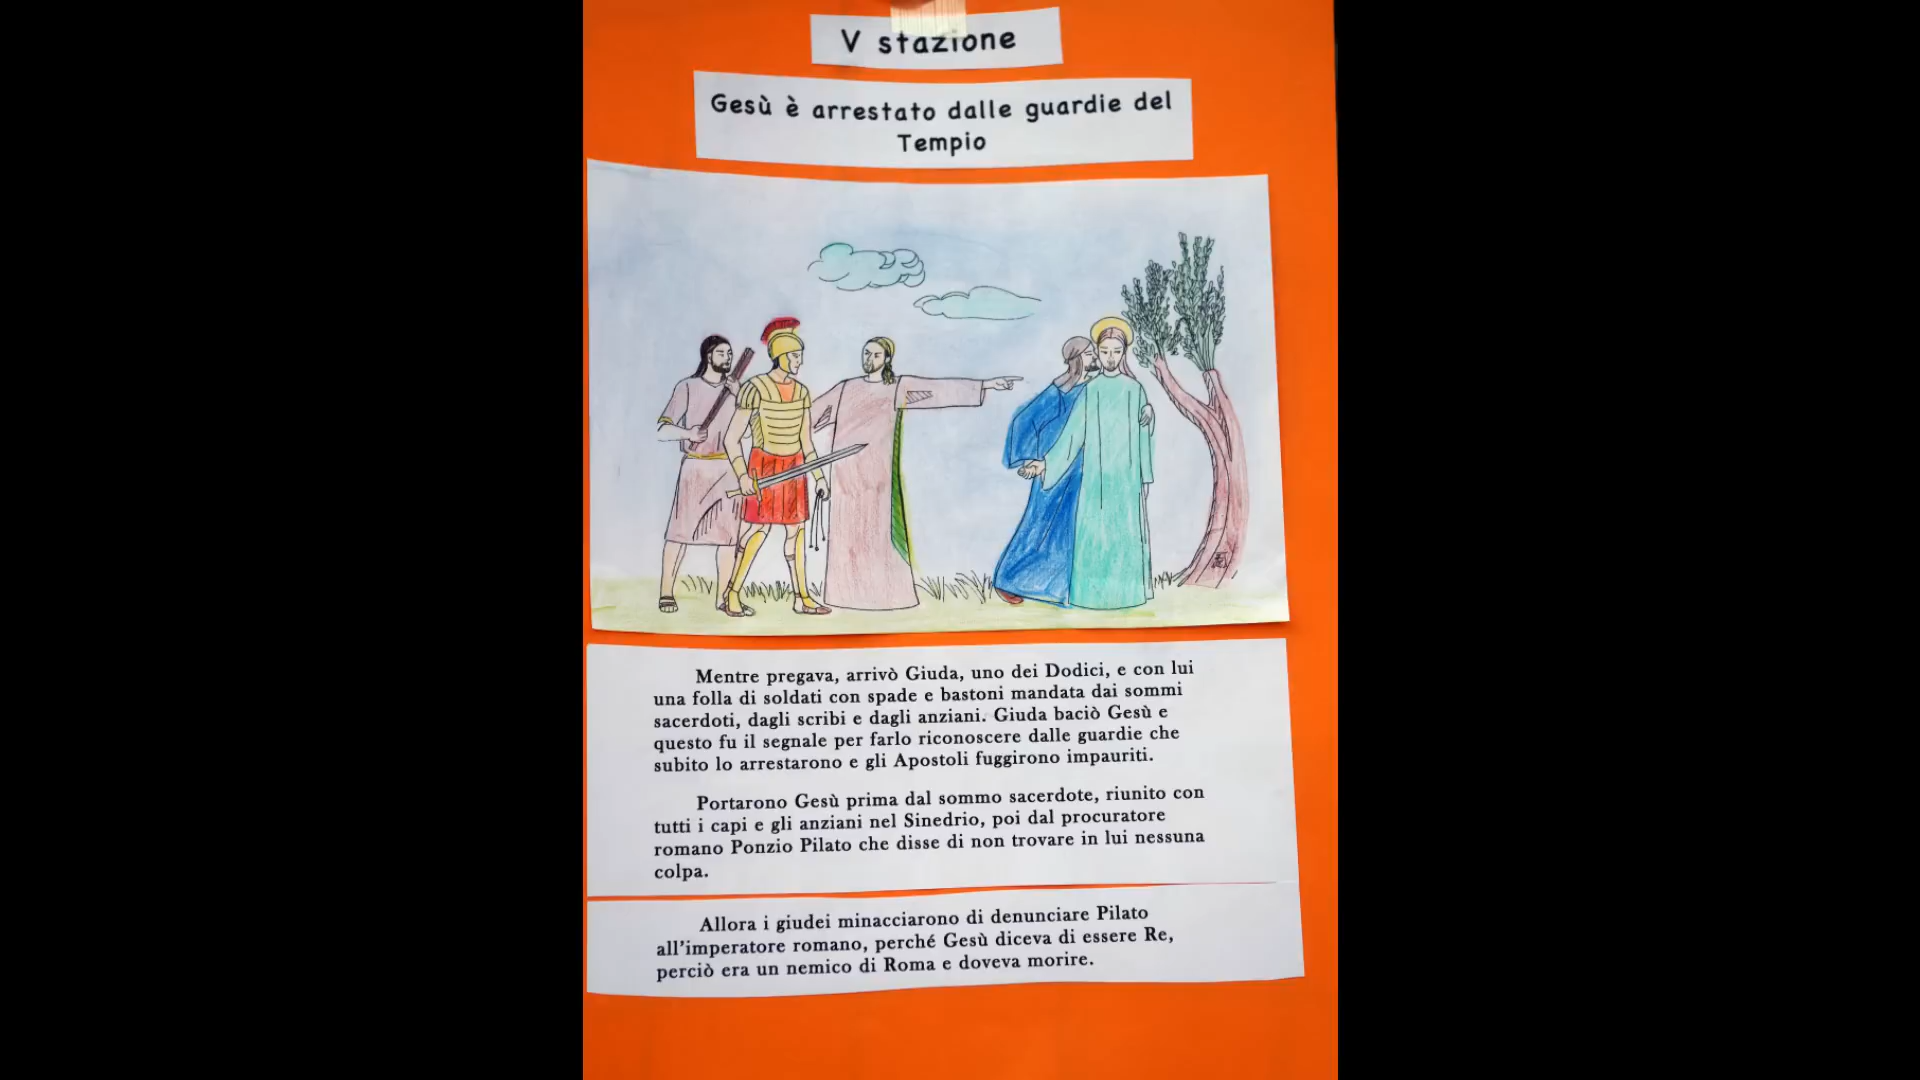 V stazione
Gesù è arrestato dalle guardie del
Tempio
Mentre pregava, arrivò Giuda, uno dei Dodici, e con lui
una folla di soldati con spade e bastoni mandata dai sommi
sacerdoti, dagli scribi e dagli anziani. Giuda baciò Gesù e
questo fu il segnale per farlo riconoscere dalle guardie che
subito lo arrestarono e gli Apostoli fuggirono impauriti.
Portarono Gesù prima dal sommo sacerdote, riunito con
tutti i capi e gli anziani nel Sinedrio, poi dal procuratore
romano Ponzio Pilato che disse di non trovare in lui nessuna
colpa.
Allora i giudei minacciarono di denunciare Pilato
all'imperatore romano, perché Gesù diceva di essere Re,
perciò era un nemico di Roma e doveva morire.